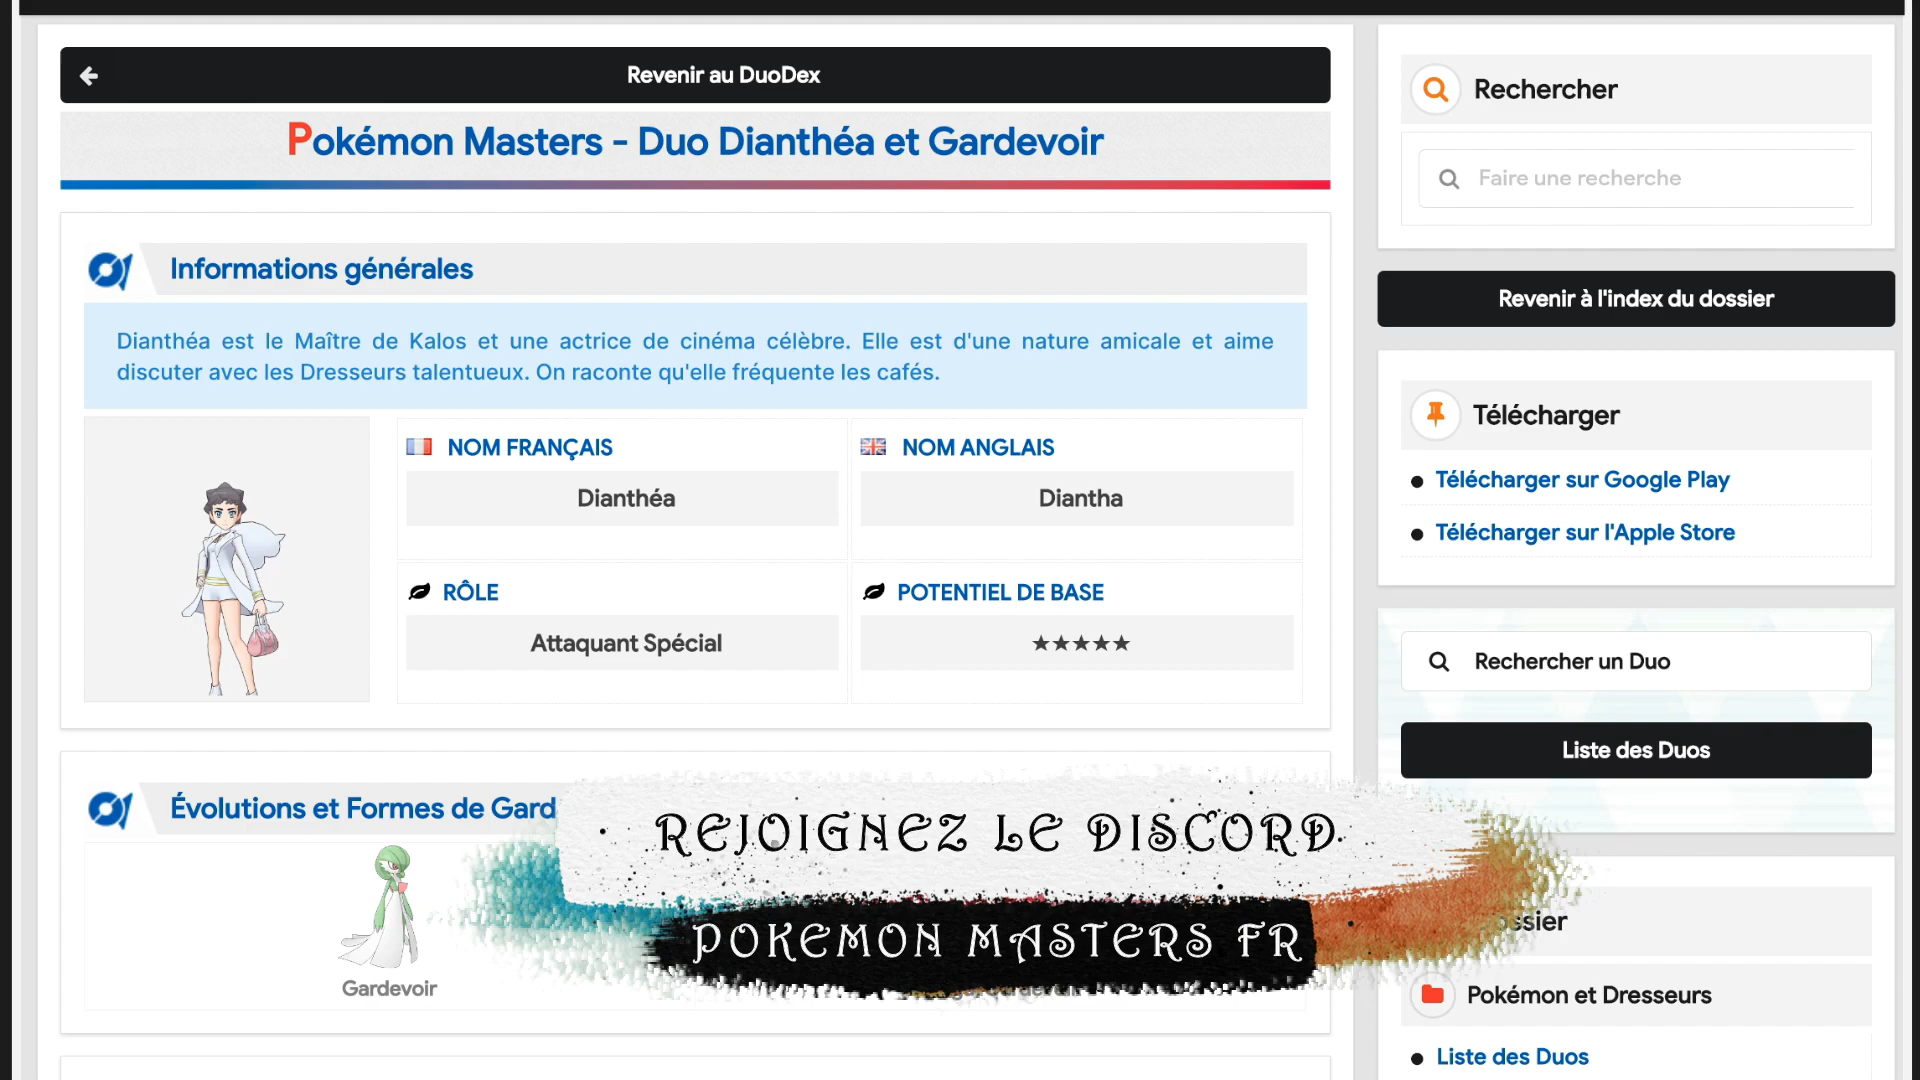 Revenir au DuoDex
Pokémon Masters - Duo Dianthéa et Gardevoir
Informations générales
Dianthéa est le Maître de Kalos et une actrice de cinéma célèbre. Elle est d'une nature amicale et aime
discuter avec les Dresseurs talentueux. On raconte qu'elle fréquente les cafés.
NOM FRANÇAIS
Dianthéa
NOM ANGLAIS
Diantha
RÔLE
Attaquant Spécial
POTENTIEL DE BASE
★★★★★
Évolutions et Formes de Gard
Gardevoir
REJOIGNEZ LE DISCORD
POKEMON MASTERS FR
Rechercher
Faire une recherche
Revenir à l'index du dossier
Télécharger
Télécharger sur Google Play
Télécharger sur l'Apple Store
Rechercher un Duo
Liste des Duos
ossier
Pokémon et Dresseurs
Liste des Duos